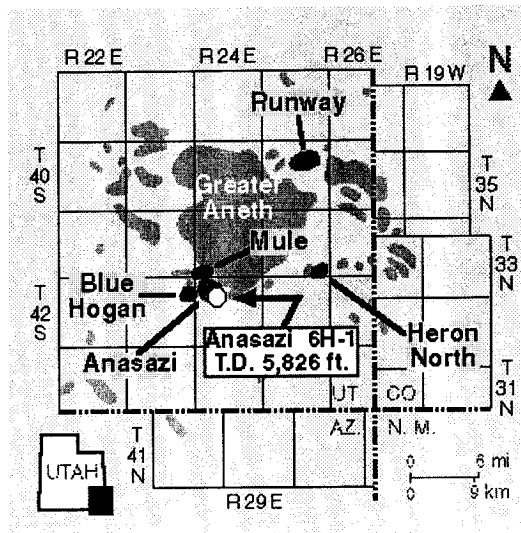 R 22 E
R 24 E
R 26 E
N
R 19 W
Runway
T
40
S
Greater
Aneth
T
35
N
Mule
T
33
N
Blue
Hogan
T
42
S
Anasazi
Anasazi 6H-1
T.D. 5,826 ft.
Heron
North
T
31
N
UT
CO
AZ.
N. M.
T
41
N
UTAH
R 29 E
0
6 mi
0
9 km